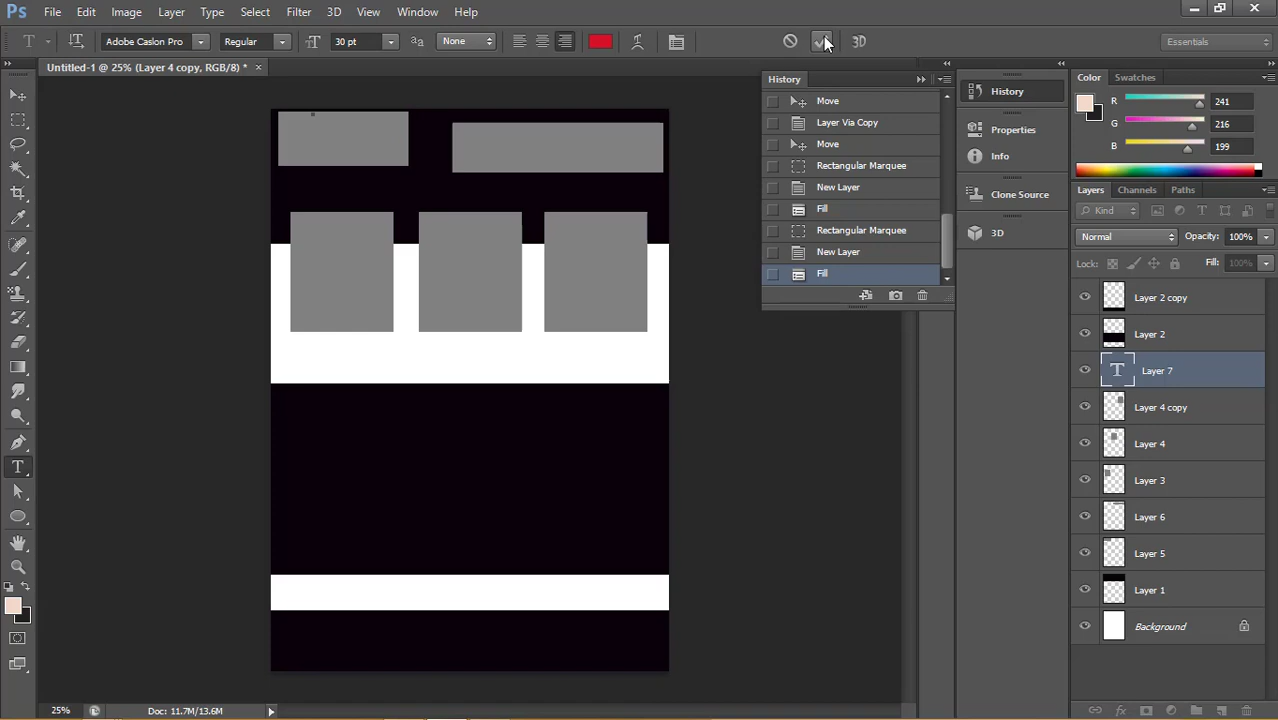 Ps File Edit Image Layer Type Select Filter 3D View Window Help
T Adobe Caslon Pro Regular 30 pt aa None 3D Essentials
Untitled-1 @ 25% (Layer 4 copy, RGB/8) *
History
Move
Layer Via Copy
Move
Rectangular Marquee
New Layer
Fill
Rectangular Marquee
New Layer
Fill
History
Properties
Info
Clone Source
3D
Color Swatches
R 241
G 216
B 199
Layers Channels Paths
Kind
Normal Opacity: 100%
Lock: Fill: 100%
Layer 2 copy
Layer 2
T Layer 7
Layer 4 copy
Layer 4
Layer 3
Layer 6
Layer 5
Layer 1
Background
25% Doc: 11.7M/13.6M